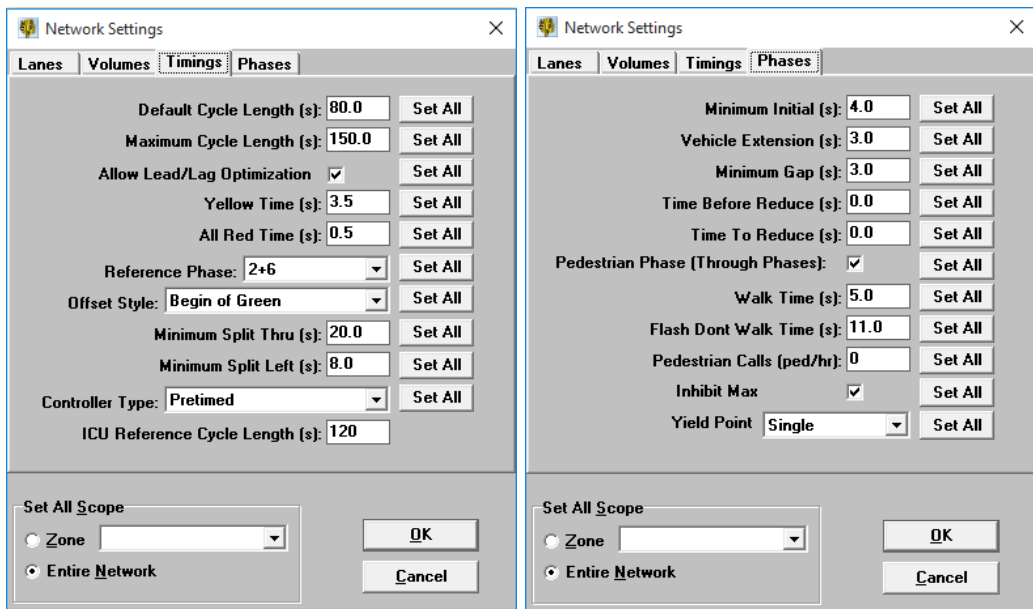 Network Settings
Lanes Volumes Timings Phases
Default Cycle Length (s): 80.0 Set All
Maximum Cycle Length (s): 150.0 Set All
Allow Lead/Lag Optimization Set All
Yellow Time (s): 3.5 Set All
All Red Time (s): 0.5 Set All
Reference Phase: 2+6 Set All
Offset Style: Begin of Green Set All
Minimum Split Thru (s): 20.0 Set All
Minimum Split Left (s): 8.0 Set All
Controller Type: Pretimed Set All
ICU Reference Cycle Length (s): 120
Set All Scope
Zone
Entire Network
OK
Cancel
Network Settings
Lanes Volumes Timings Phases
Minimum Initial (s): 4.0 Set All
Vehicle Extension (s): 3.0 Set All
Minimum Gap (s): 3.0 Set All
Time Before Reduce (s): 0.0 Set All
Time To Reduce (s): 0.0 Set All
Pedestrian Phase (Through Phases): Set All
Walk Time (s): 5.0 Set All
Flash Dont Walk Time (s): 11.0 Set All
Pedestrian Calls (ped/hr): 0 Set All
Inhibit Max Set All
Yield Point Single Set All
Set All Scope
Zone
Entire Network
OK
Cancel